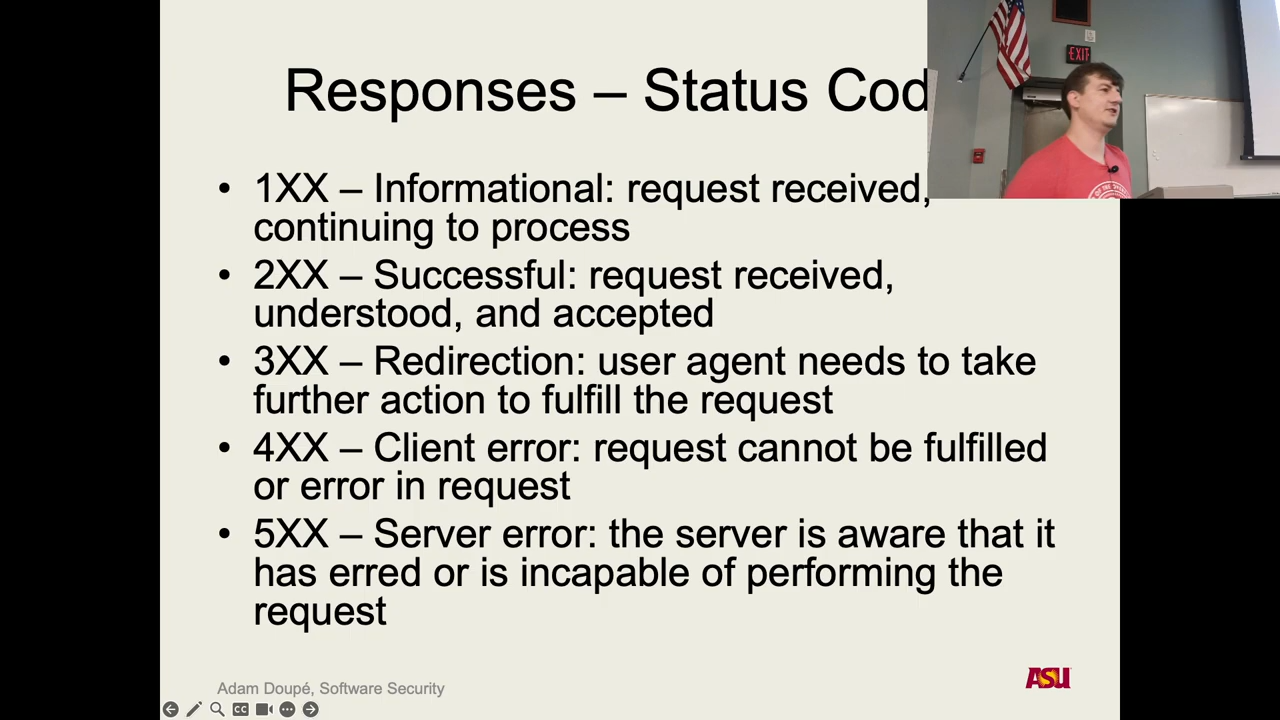 Responses – Status Cod
• 1XX – Informational: request received,
continuing to process
• 2XX – Successful: request received,
understood, and accepted
• 3XX – Redirection: user agent needs to take
further action to fulfill the request
• 4XX – Client error: request cannot be fulfilled
or error in request
• 5XX – Server error: the server is aware that it
has erred or is incapable of performing the
request
Adam Doupé, Software Security
ASU
CC
EXIT